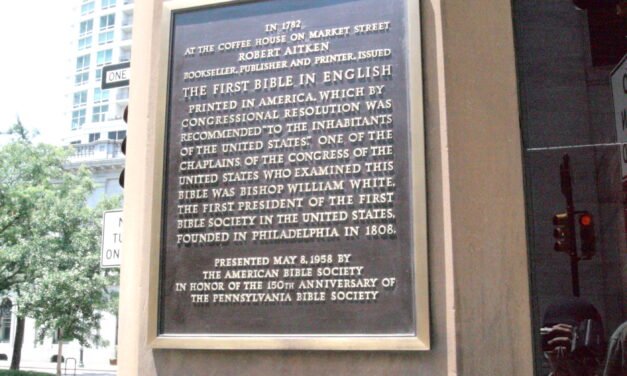 IN 1782,
AT THE COFFEE HOUSE ON MARKET STREET
ROBERT AITKEN
BOOKSELLER, PUBLISHER AND PRINTER, ISSUED
THE FIRST BIBLE IN ENGLISH
PRINTED IN AMERICA, WHICH BY
CONGRESSIONAL RESOLUTION WAS
RECOMMENDED "TO THE INHABITANTS
OF THE UNITED STATES." ONE OF THE
CHAPLAINS OF THE CONGRESS OF THE
UNITED STATES WHO EXAMINED THIS
BIBLE WAS BISHOP WILLIAM WHITE,
THE FIRST PRESIDENT OF THE FIRST
BIBLE SOCIETY IN THE UNITED STATES,
FOUNDED IN PHILADELPHIA IN 1808.
PRESENTED MAY 8, 1958 BY
THE AMERICAN BIBLE SOCIETY
IN HONOR OF THE 150TH ANNIVERSARY OF
THE PENNSYLVANIA BIBLE SOCIETY
ONE
TU
ON